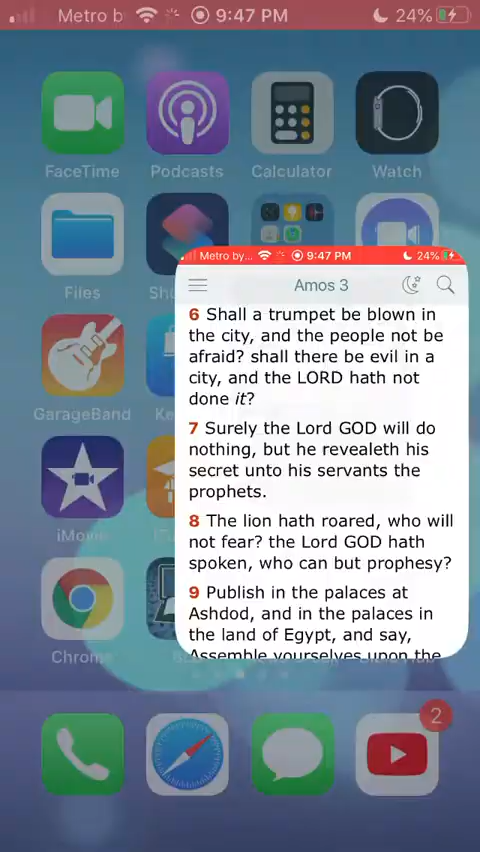 Metro b 9:47 PM 24%
FaceTime Podcasts Calculator Watch
Files
Metro by... 9:47 PM 24%
Amos 3
6 Shall a trumpet be blown in
the city, and the people not be
afraid? shall there be evil in a
city, and the LORD hath not
done it?
7 Surely the Lord GOD will do
nothing, but he revealeth his
secret unto his servants the
prophets.
8 The lion hath roared, who will
not fear? the Lord GOD hath
spoken, who can but prophesy?
9 Publish in the palaces at
Ashdod, and in the palaces in
the land of Egypt, and say,
Assemble yourselves upon the
GarageBand
iMovie
Chrome
2